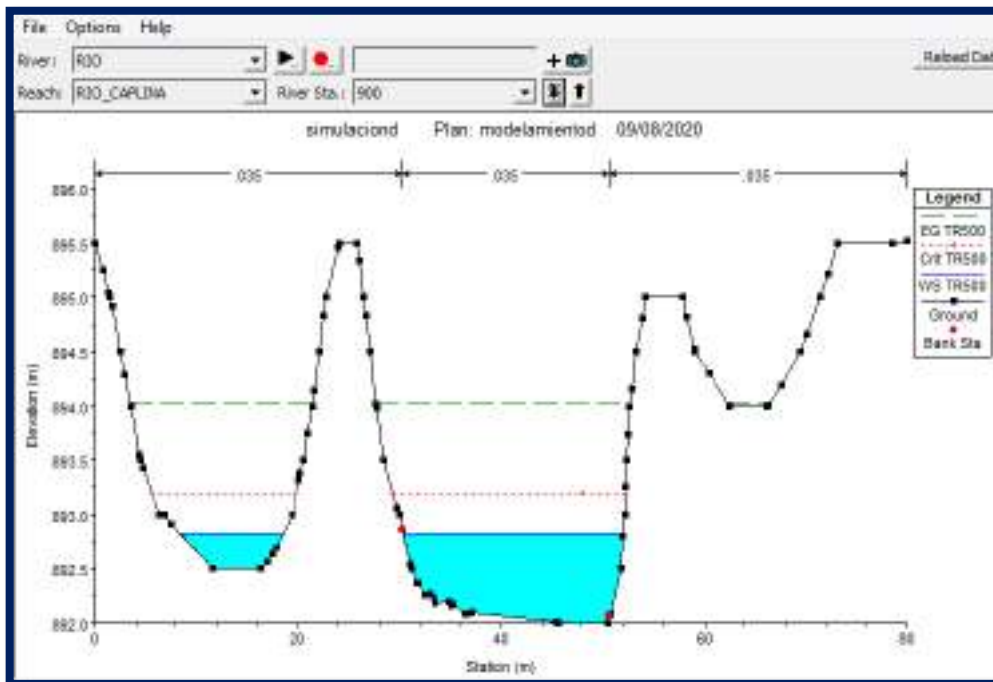 File Options Help
River: RIO
Reload Dat
Reach: RIO_CAPLINA River Sta.: 900
simulaciond Plan: modelamientod 09/08/2020
.035 .035 .035
Legend
EG TR500
Crit TR500
WS TR500
Ground
Bank Sta
896.0
895.5
895.0
894.5
894.0
893.5
893.0
892.5
892.0
Elevation (m)
0 20 40 60 80
Station (m)